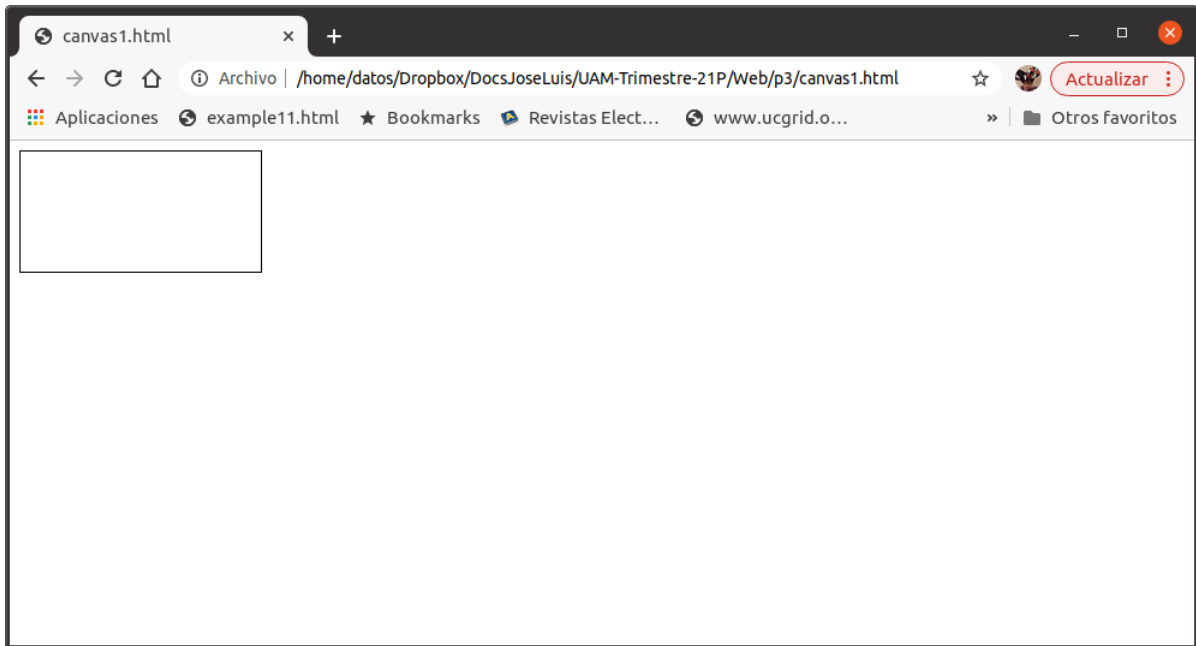 canvas1.html
Archivo | /home/datos/Dropbox/DocsJoseLuis/UAM-Trimestre-21P/Web/p3/canvas1.html Actualizar
Aplicaciones example11.html Bookmarks Revistas Elect... www.ucgrid.o... » Otros favoritos